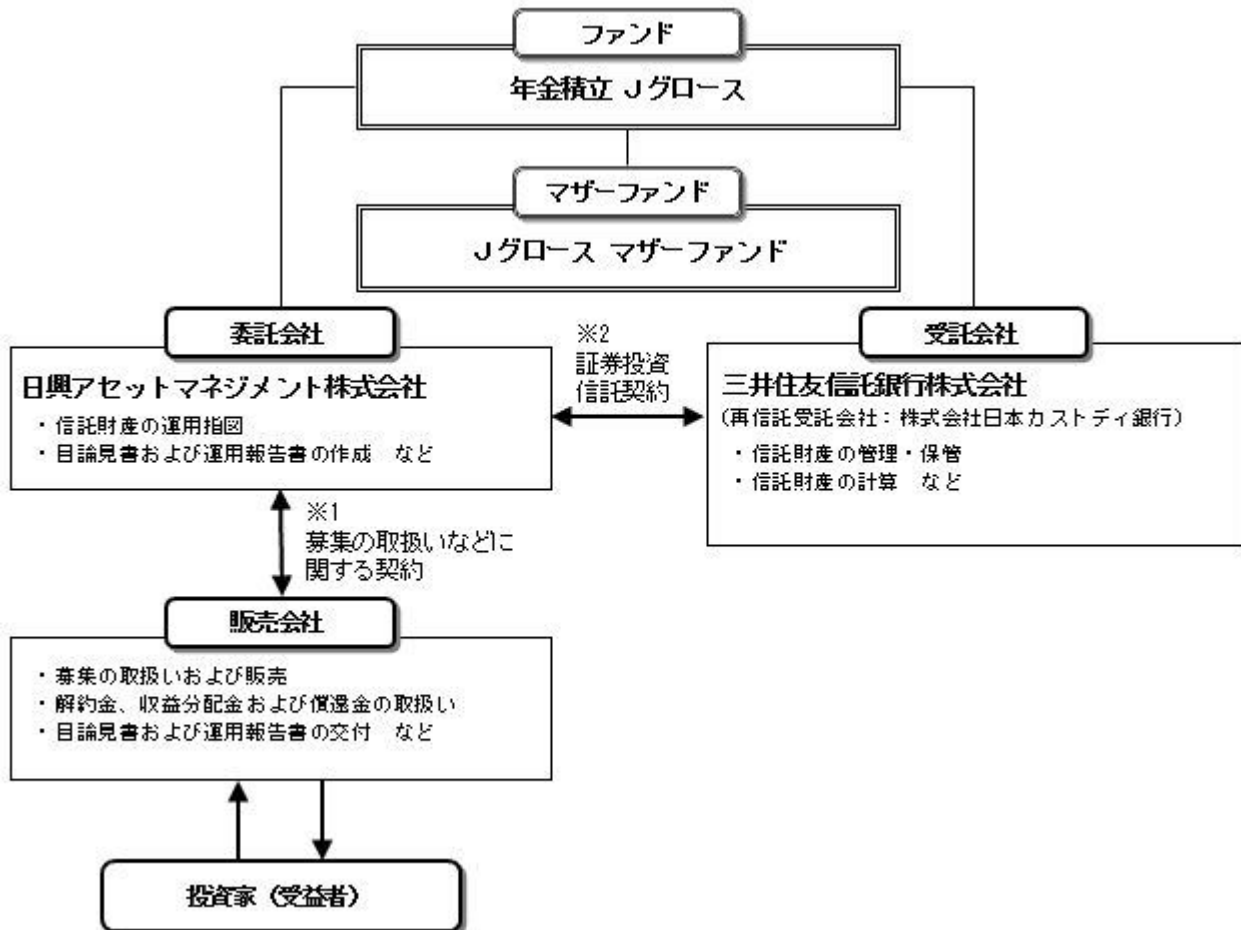 ファンド
年金積立 Jグロース
マザーファンド
Jグロース マザーファンド
委託会社
日興アセットマネジメント株式会社
・信託財産の運用指図
・目論見書および運用報告書の作成　など
※2
証券投資
信託契約
受託会社
三井住友信託銀行株式会社
(再信託受託会社：株式会社日本カストディ銀行)
・信託財産の管理・保管
・信託財産の計算　など
※1
募集の取扱いなどに
関する契約
販売会社
・募集の取扱いおよび販売
・解約金、収益分配金および償還金の取扱い
・目論見書および運用報告書の交付　など
投資家（受益者）